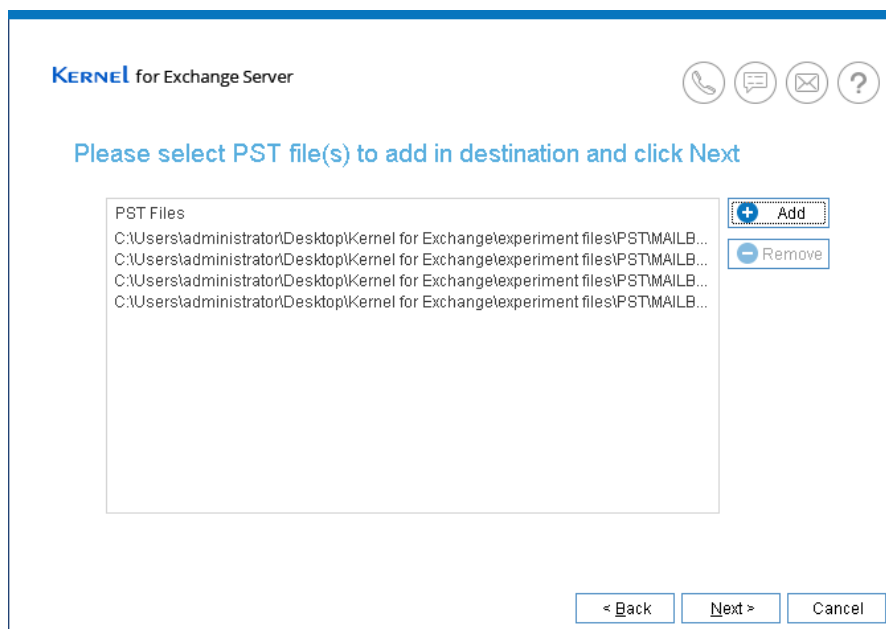 KERNEL for Exchange Server
Please select PST file(s) to add in destination and click Next
PST Files
C:\Users\administrator\Desktop\Kernel for Exchange\experiment files\PST\MAILB...
C:\Users\administrator\Desktop\Kernel for Exchange\experiment files\PST\MAILB...
C:\Users\administrator\Desktop\Kernel for Exchange\experiment files\PST\MAILB...
C:\Users\administrator\Desktop\Kernel for Exchange\experiment files\PST\MAILB...
Add
Remove
< Back
Next >
Cancel